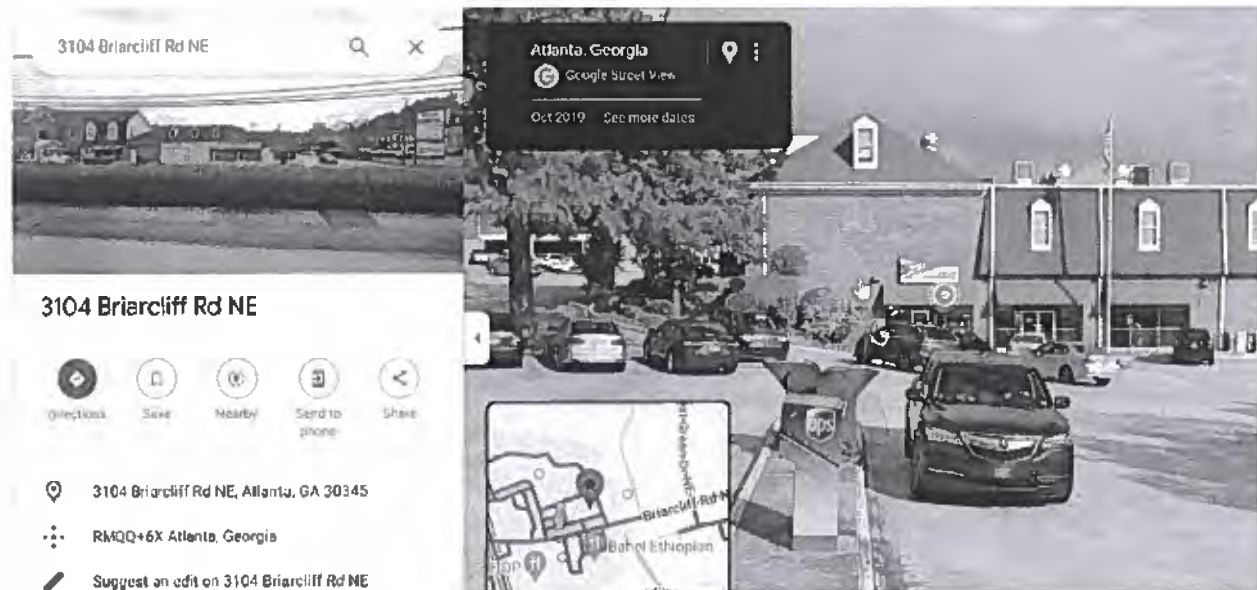 3104 Briarcliff Rd NE
3104 Briarcliff Rd NE
Directions
Save
Nearby
Send to
phone
Share
3104 Briarcliff Rd NE, Atlanta, GA 30345
RMQQ+6X Atlanta, Georgia
Suggest an edit on 3104 Briarcliff Rd NE
Atlanta, Georgia
Google Street View
Oct 2019 See more dates
ups
Briarcliff Rd N
Ethiopian